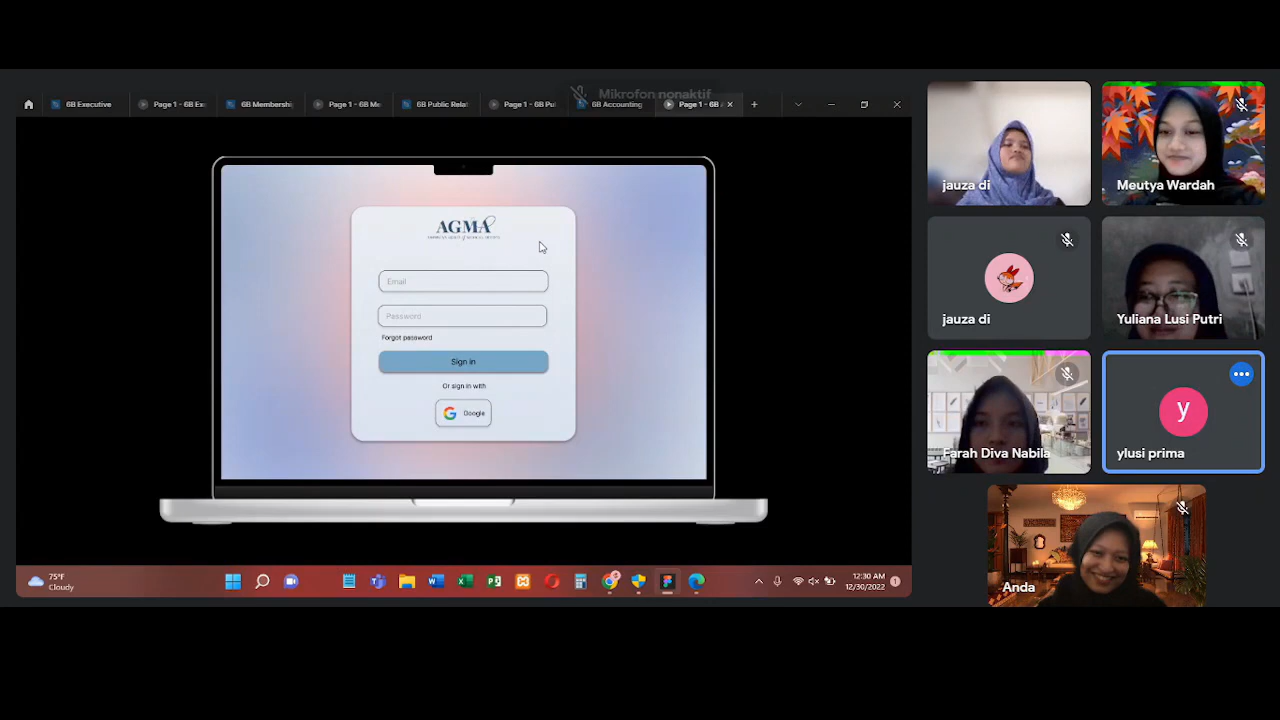 Mikrofon nonaktif
6B Executive
Page 1 - 6B Exe
6B Membership
Page 1 - 6B Me
6B Public Relat
Page 1 - 6B Pu
6B Accounting
Page 1 - 6B A
AGMA
Email
Password
Forgot password
Sign in
Or sign in with
Google
75°F
Cloudy
12:30 AM
12/30/2022
1
jauza di
Meutya Wardah
jauza di
Yuliana Lusi Putri
Farah Diva Nabila
y
ylusi prima
Anda